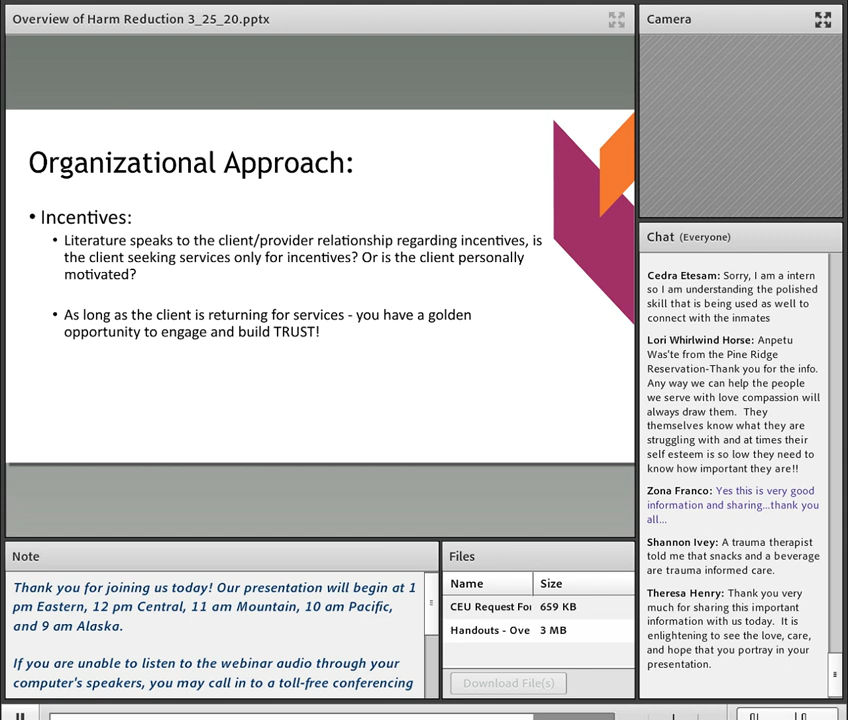 Overview of Harm Reduction 3_25_20.pptx
Organizational Approach:
• Incentives:
• Literature speaks to the client/provider relationship regarding incentives, is
the client seeking services only for incentives? Or is the client personally
motivated?
• As long as the client is returning for services - you have a golden
opportunity to engage and build TRUST!
Note
Thank you for joining us today! Our presentation will begin at 1
pm Eastern, 12 pm Central, 11 am Mountain, 10 am Pacific,
and 9 am Alaska.
If you are unable to listen to the webinar audio through your
computer's speakers, you may call in to a toll-free conferencing
Files
Name Size
CEU Request For 659 KB
Handouts - Ove 3 MB
Download File(s)
Camera
Chat (Everyone)
Cedra Etesam: Sorry, I am a intern
so I am understanding the polished
skill that is being used as well to
connect with the inmates
Lori Whirlwind Horse: Anpetu
Was'te from the Pine Ridge
Reservation-Thank you for the info.
Any way we can help the people
we serve with love compassion will
always draw them. They
themselves know what they are
struggling with and at times their
self esteem is so low they need to
know how important they are!!
Zona Franco: Yes this is very good
information and sharing...thank you
all...
Shannon Ivey: A trauma therapist
told me that snacks and a beverage
are trauma informed care.
Theresa Henry: Thank you very
much for sharing this important
information with us today. It is
enlightening to see the love, care,
and hope that you portray in your
presentation.